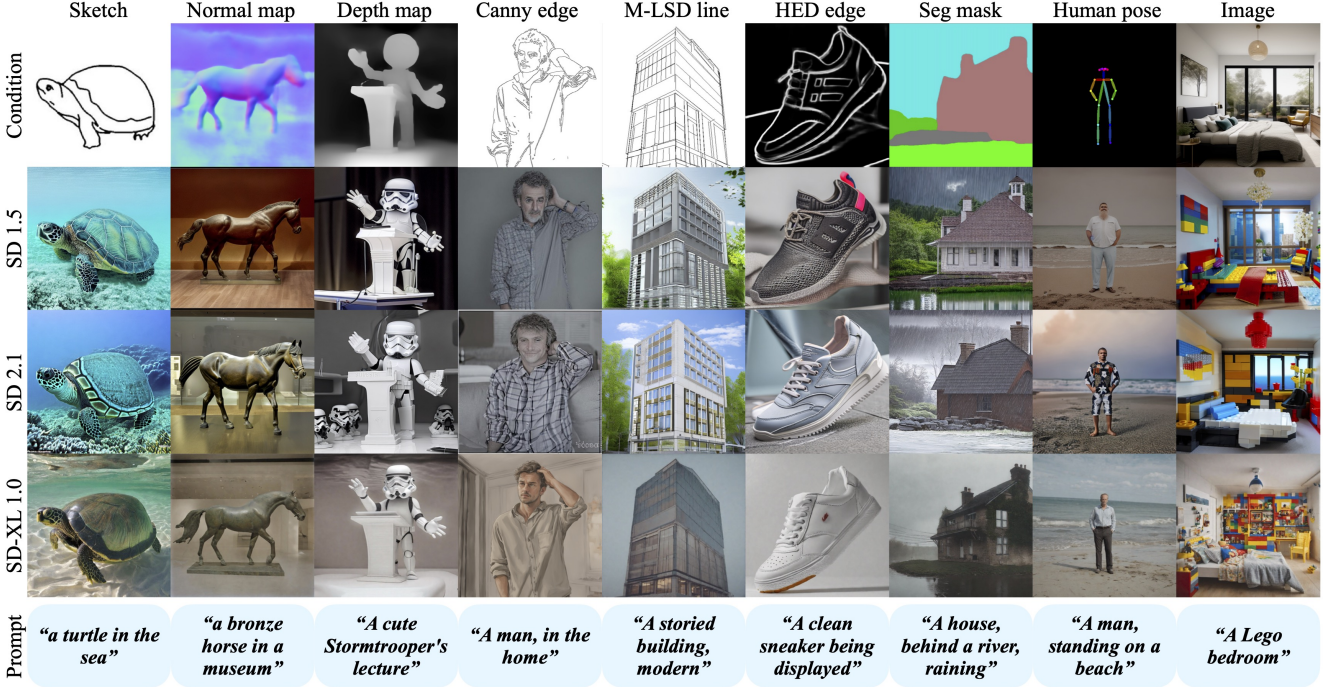 Sketch
Normal map
Depth map
Canny edge
M-LSD line
HED edge
Seg mask
Human pose
Image
Condition
SD 1.5
SD 2.1
SD-XL 1.0
Prompt
“a turtle in the
sea”
“a bronze
horse in a
museum”
“A cute
Stormtrooper's
lecture”
“A man, in the
home”
“A storied
building,
modern”
“A clean
sneaker being
displayed”
“A house,
behind a river,
raining”
“A man,
standing on a
beach”
“A Lego
bedroom”